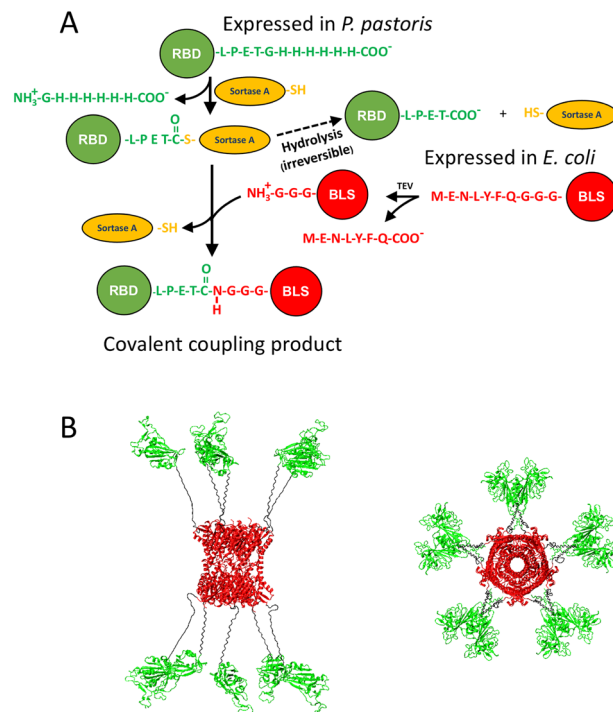 A
Expressed in P. pastoris
RBD -L-P-E-T-G-H-H-H-H-H-H-COO⁻
NH₃⁺-G-H-H-H-H-H-H-COO⁻
Sortase A -SH
RBD -L-P E T-C-S- Sortase A
O
Hydrolysis
(irreversible)
RBD -L-P-E-T-COO⁻ + HS- Sortase A
Expressed in E. coli
NH₃⁺-G-G-G- BLS
TEV
M-E-N-L-Y-F-Q-G-G-G- BLS
Sortase A -SH
M-E-N-L-Y-F-Q-COO⁻
O
RBD -L-P-E-T-C-N-G-G-G- BLS
H
Covalent coupling product
B